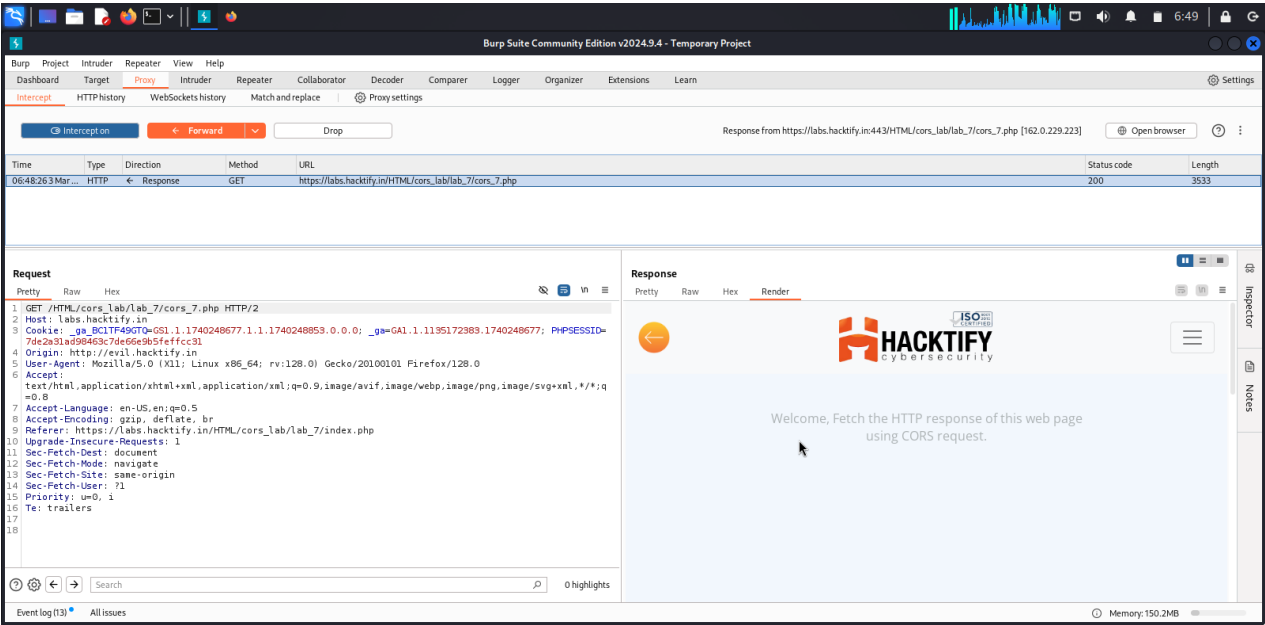 6:49
Burp Suite Community Edition v2024.9.4 - Temporary Project
Burp Project Intruder Repeater View Help
Dashboard Target Proxy Intruder Repeater Collaborator Decoder Comparer Logger Organizer Extensions Learn Settings
Intercept HTTP history WebSockets history Match and replace Proxy settings
Intercept on Forward Drop Response from https://labs.hacktify.in:443/HTML/cors_lab/lab_7/cors_7.php [162.0.229.223] Open browser
Time Type Direction Method URL Status code Length
06:48:26 3 Mar ... HTTP ← Response GET https://labs.hacktify.in/HTML/cors_lab/lab_7/cors_7.php 200 3533
Request
Pretty Raw Hex \n
1 GET /HTML/cors_lab/lab_7/cors_7.php HTTP/2
2 Host: labs.hacktify.in
3 Cookie: _ga_BC1TF49GTQ=GS1.1.1740248677.1.1.1740248853.0.0.0; _ga=GA1.1.1135172383.1740248677; PHPSESSID=
7de2a31ad98463c7de66e9b5feffcc31
4 Origin: http://evil.hacktify.in
5 User-Agent: Mozilla/5.0 (X11; Linux x86_64; rv:128.0) Gecko/20100101 Firefox/128.0
6 Accept:
text/html,application/xhtml+xml,application/xml;q=0.9,image/avif,image/webp,image/png,image/svg+xml,*/*;q
=0.8
7 Accept-Language: en-US,en;q=0.5
8 Accept-Encoding: gzip, deflate, br
9 Referer: https://labs.hacktify.in/HTML/cors_lab/lab_7/index.php
10 Upgrade-Insecure-Requests: 1
11 Sec-Fetch-Dest: document
12 Sec-Fetch-Mode: navigate
13 Sec-Fetch-Site: same-origin
14 Sec-Fetch-User: ?1
15 Priority: u=0, i
16 Te: trailers
17
18
Search 0 highlights
Response
Pretty Raw Hex Render \n
ISO
CERTIFIED
HACKTIFY
cybersecurity
Welcome, Fetch the HTTP response of this web page
using CORS request.
Inspector
Notes
Event log (13) All issues Memory: 150.2MB